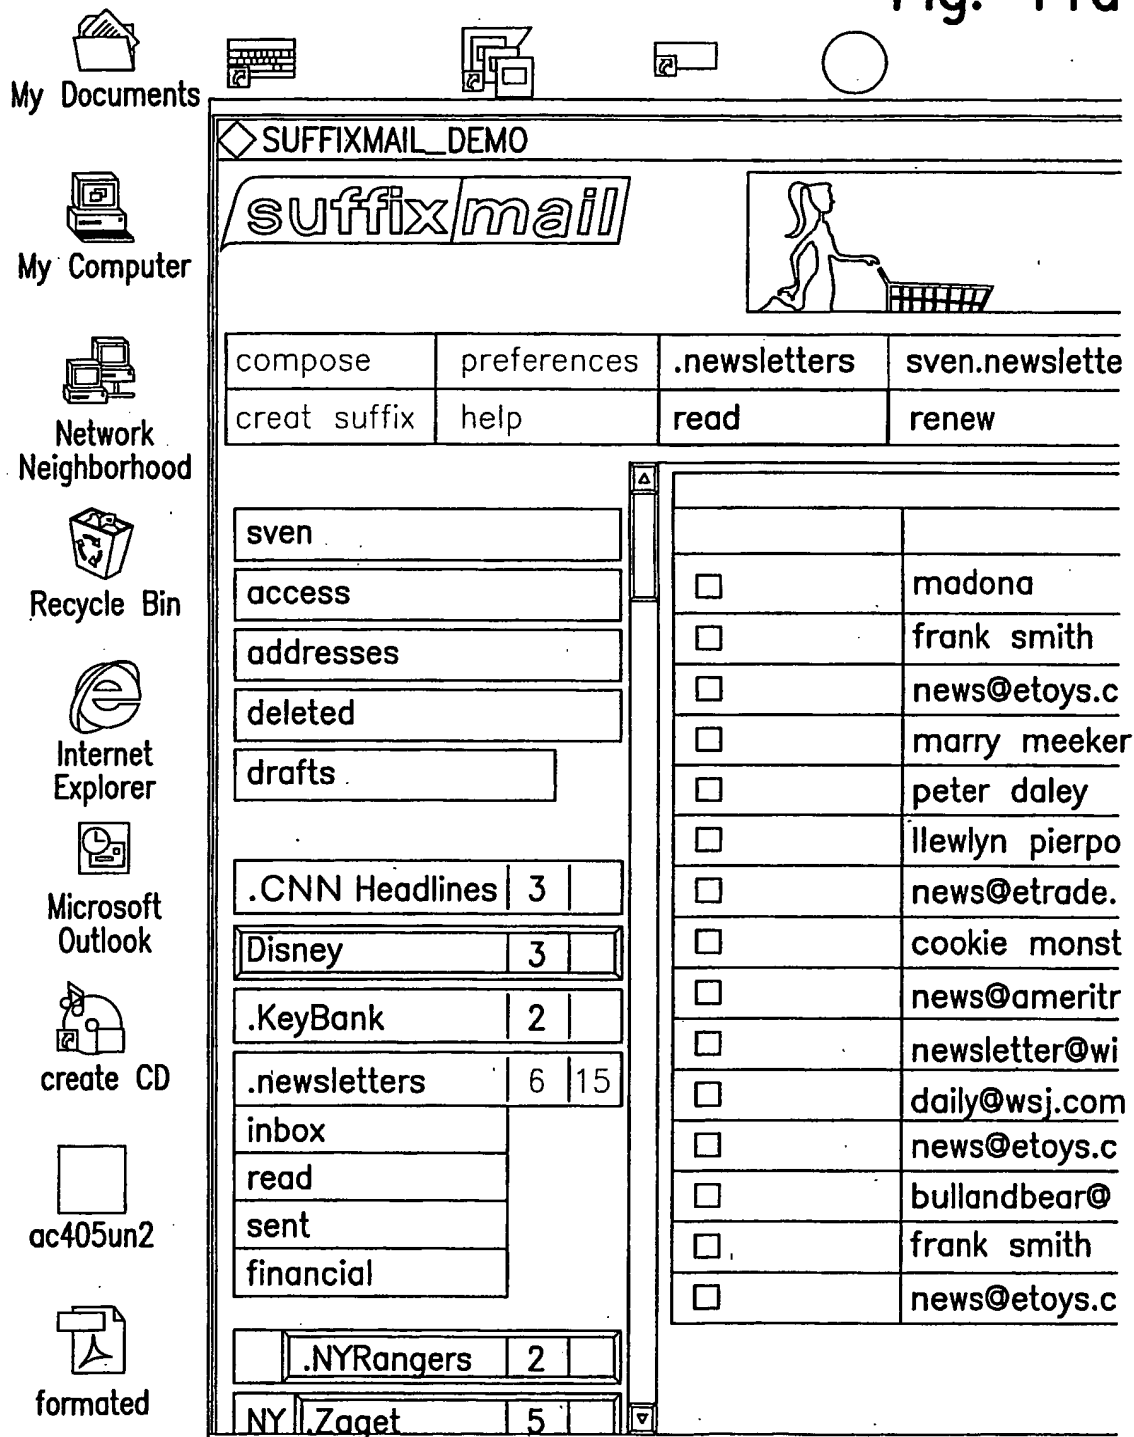 Fig. 11a
My Documents
My Computer
Network
Neighborhood
Recycle Bin
Internet
Explorer
Microsoft
Outlook
create CD
ac405un2
formated
SUFFIXMAIL_DEMO
suffix mail
compose preferences .newsletters sven.newslette
creat suffix help read renew
sven
access
addresses
deleted
drafts
.CNN Headlines 3
Disney 3
.KeyBank 2
.newsletters 6 15
inbox
read
sent
financial
.NYRangers 2
NY .Zaget 5
madona
frank smith
news@etoys.c
marry meeker
peter daley
llewlyn pierpo
news@etrade.
cookie monst
news@ameritr
newsletter@wi
daily@wsj.com
news@etoys.c
bullandbear@
frank smith
news@etoys.c